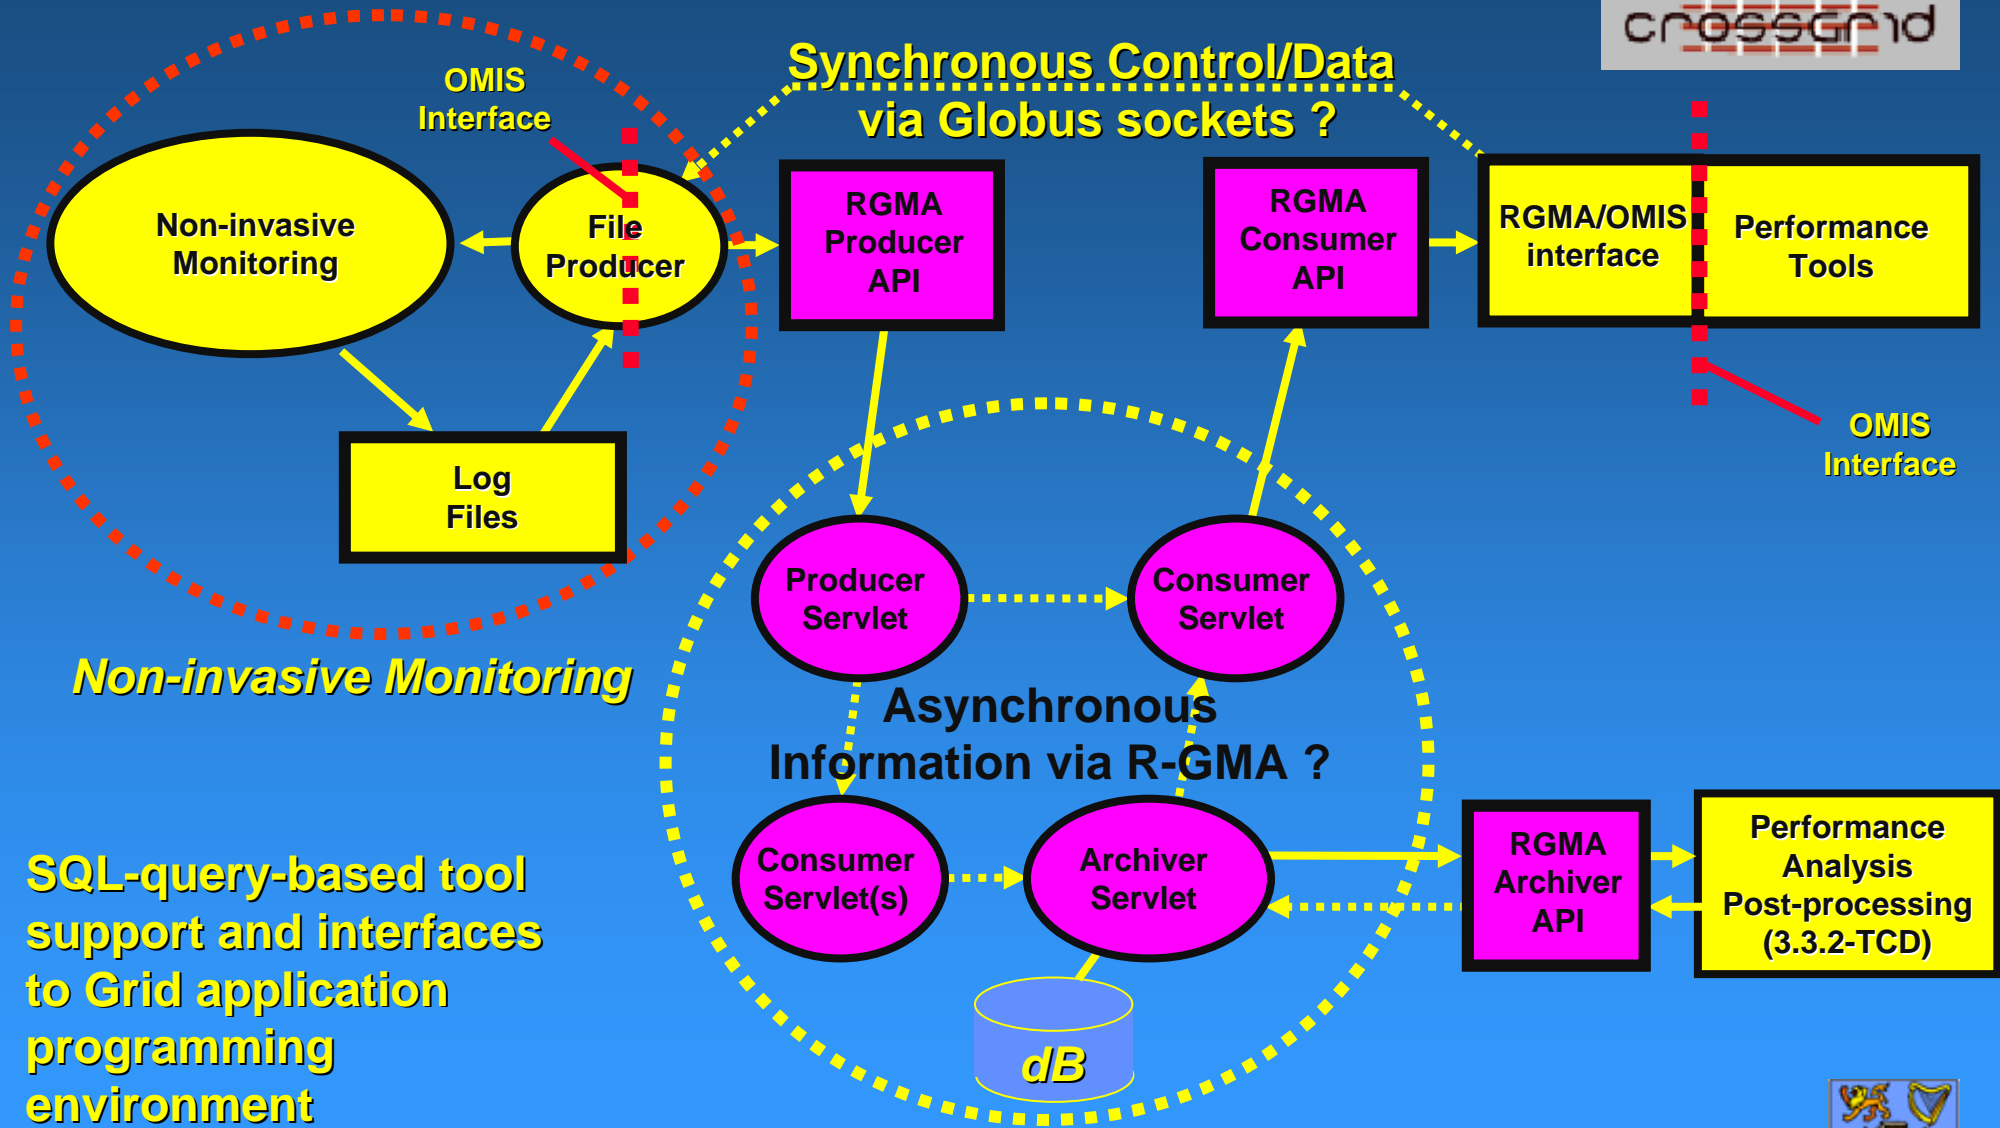 crossgrid
Synchronous Control/Data
via Globus sockets ?
OMIS
Interface
Non-invasive
Monitoring
File
Producer
RGMA
Producer
API
RGMA
Consumer
API
RGMA/OMIS
interface
Performance
Tools
OMIS
Interface
Log
Files
Non-invasive Monitoring
Producer
Servlet
Consumer
Servlet
Asynchronous
Information via R-GMA ?
Consumer
Servlet(s)
Archiver
Servlet
RGMA
Archiver
API
Performance
Analysis
Post-processing
(3.3.2-TCD)
dB
SQL-query-based tool
support and interfaces
to Grid application
programming
environment